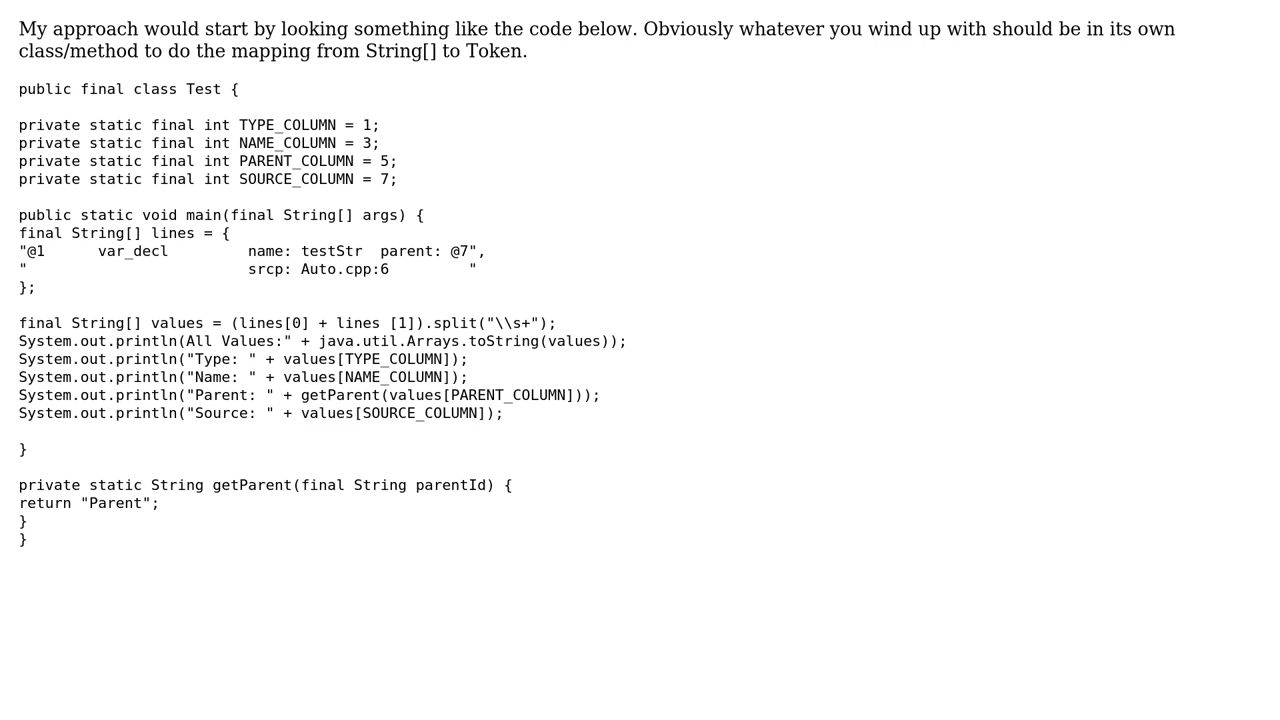 My approach would start by looking something like the code below. Obviously whatever you wind up with should be in its own
class/method to do the mapping from String[] to Token.
public final class Test {
private static final int TYPE_COLUMN = 1;
private static final int NAME_COLUMN = 3;
private static final int PARENT_COLUMN = 5;
private static final int SOURCE_COLUMN = 7;
public static void main(final String[] args) {
final String[] lines = {
"@1      var_decl         name: testStr  parent: @7",
"                         srcp: Auto.cpp:6         "
};
final String[] values = (lines[0] + lines [1]).split("\\s+");
System.out.println(All Values:" + java.util.Arrays.toString(values));
System.out.println("Type: " + values[TYPE_COLUMN]);
System.out.println("Name: " + values[NAME_COLUMN]);
System.out.println("Parent: " + getParent(values[PARENT_COLUMN]));
System.out.println("Source: " + values[SOURCE_COLUMN]);
}
private static String getParent(final String parentId) {
return "Parent";
}
}